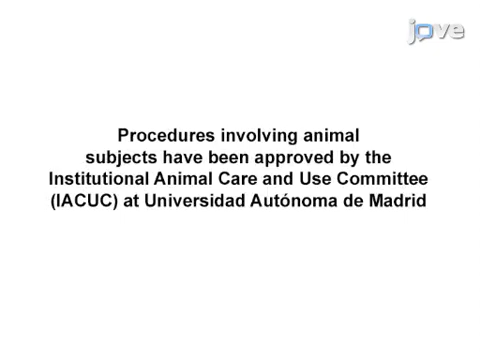 jove
Procedures involving animal
subjects have been approved by the
Institutional Animal Care and Use Committee
(IACUC) at Universidad Autónoma de Madrid